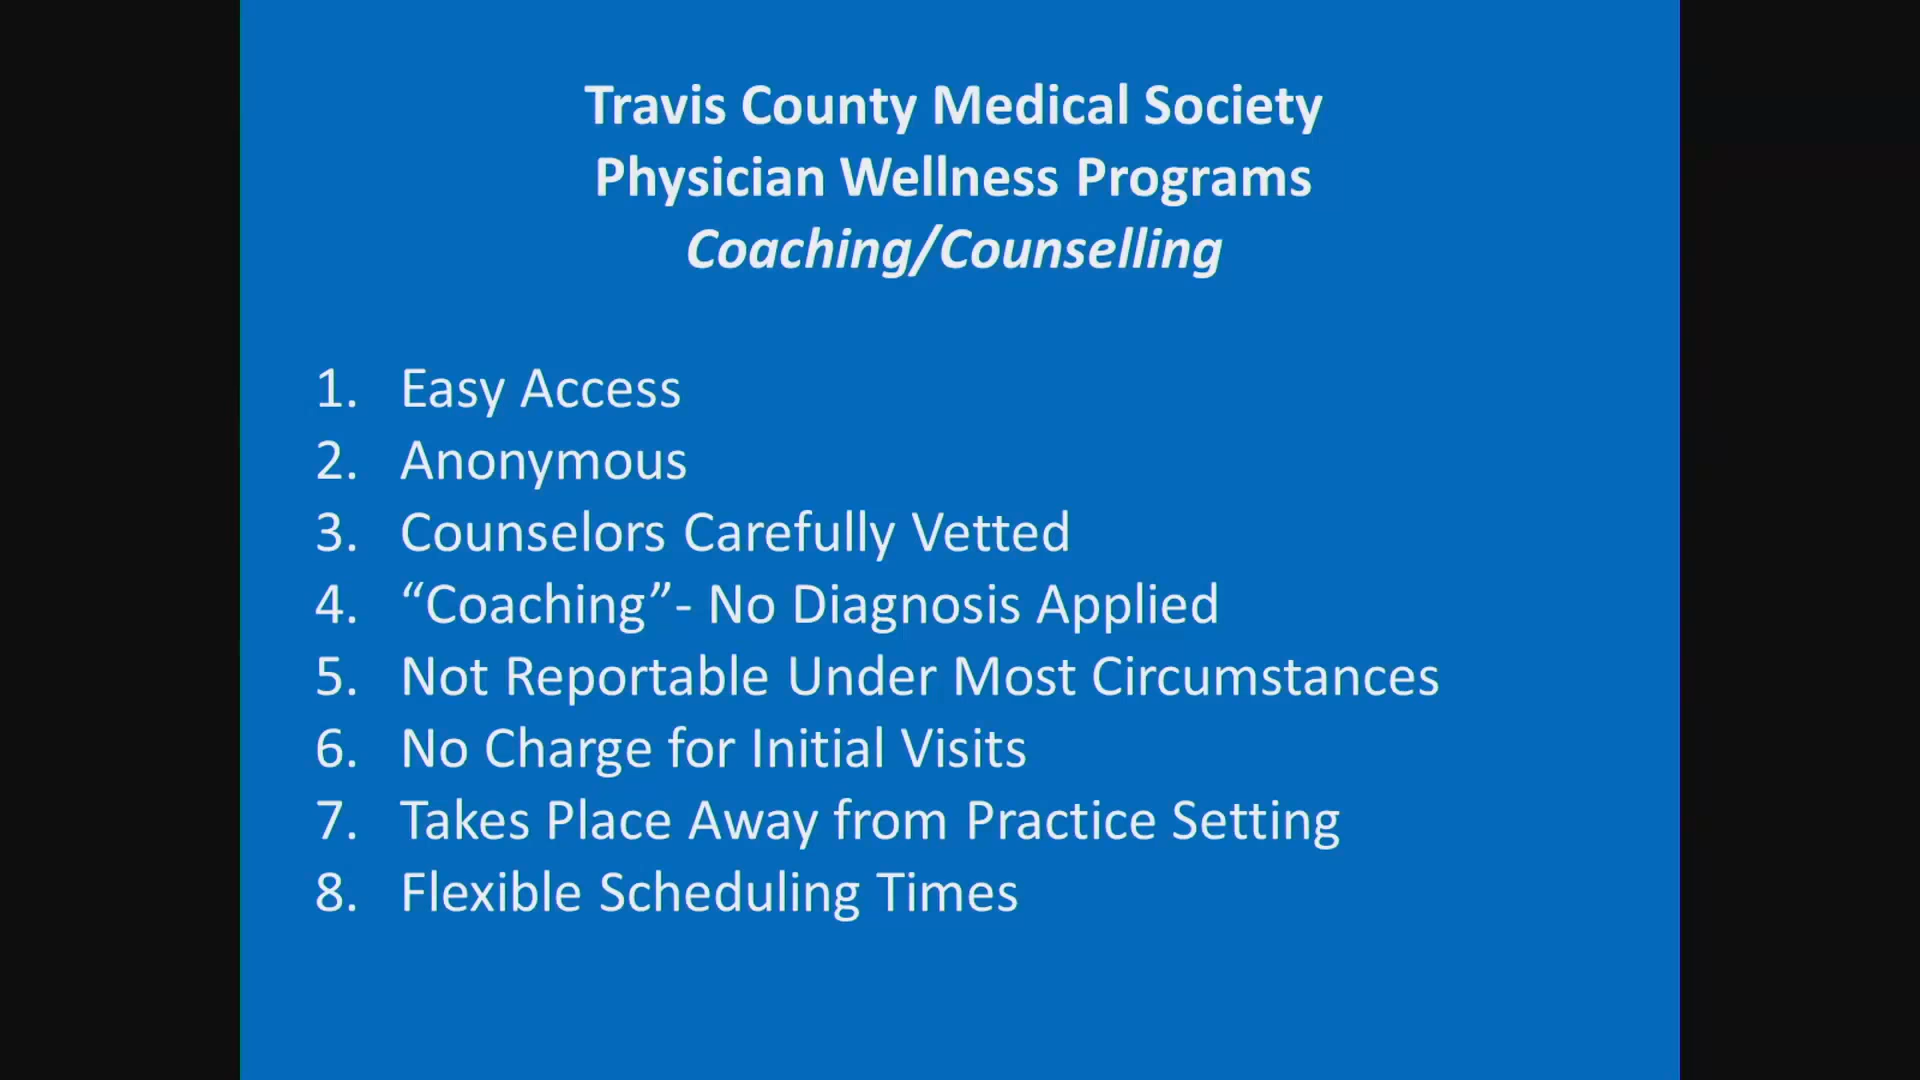 Travis County Medical Society
Physician Wellness Programs
Coaching/Counselling
1. Easy Access
2. Anonymous
3. Counselors Carefully Vetted
4. “Coaching”- No Diagnosis Applied
5. Not Reportable Under Most Circumstances
6. No Charge for Initial Visits
7. Takes Place Away from Practice Setting
8. Flexible Scheduling Times